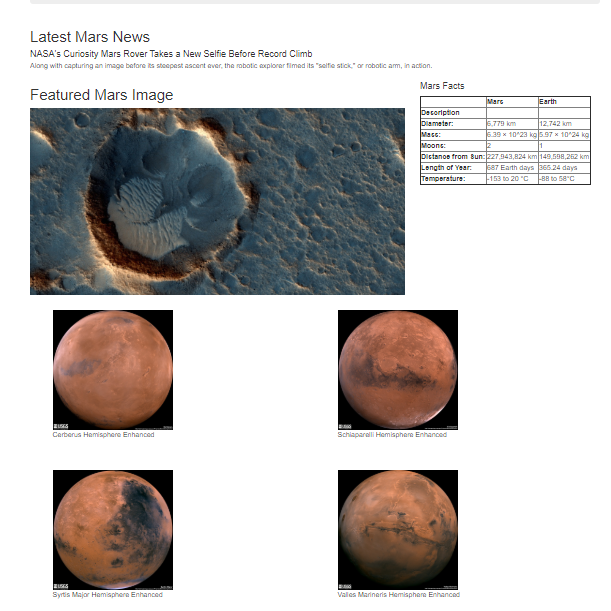 Latest Mars News
NASA's Curiosity Mars Rover Takes a New Selfie Before Record Climb
Along with capturing an image before its steepest ascent ever, the robotic explorer filmed its "selfie stick," or robotic arm, in action.
Featured Mars Image
Mars Facts
Mars Earth
Description
Diameter: 6,779 km 12,742 km
Mass: 6.39 × 10^23 kg 5.97 × 10^24 kg
Moons: 2 1
Distance from Sun: 227,943,824 km 149,598,262 km
Length of Year: 687 Earth days 365.24 days
Temperature: -153 to 20 °C -88 to 58°C
USGS
USGS
Cerberus Hemisphere Enhanced
Schiaparelli Hemisphere Enhanced
USGS
USGS
Syrtis Major Hemisphere Enhanced
Valles Marineris Hemisphere Enhanced